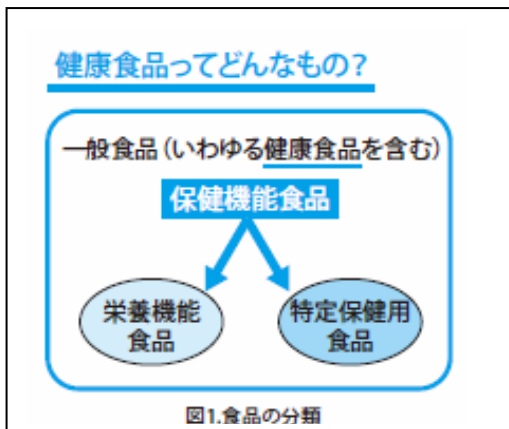 健康食品ってどんなもの？
一般食品（いわゆる健康食品を含む）
保健機能食品
栄養機能
食品
特定保健用
食品
図1.食品の分類